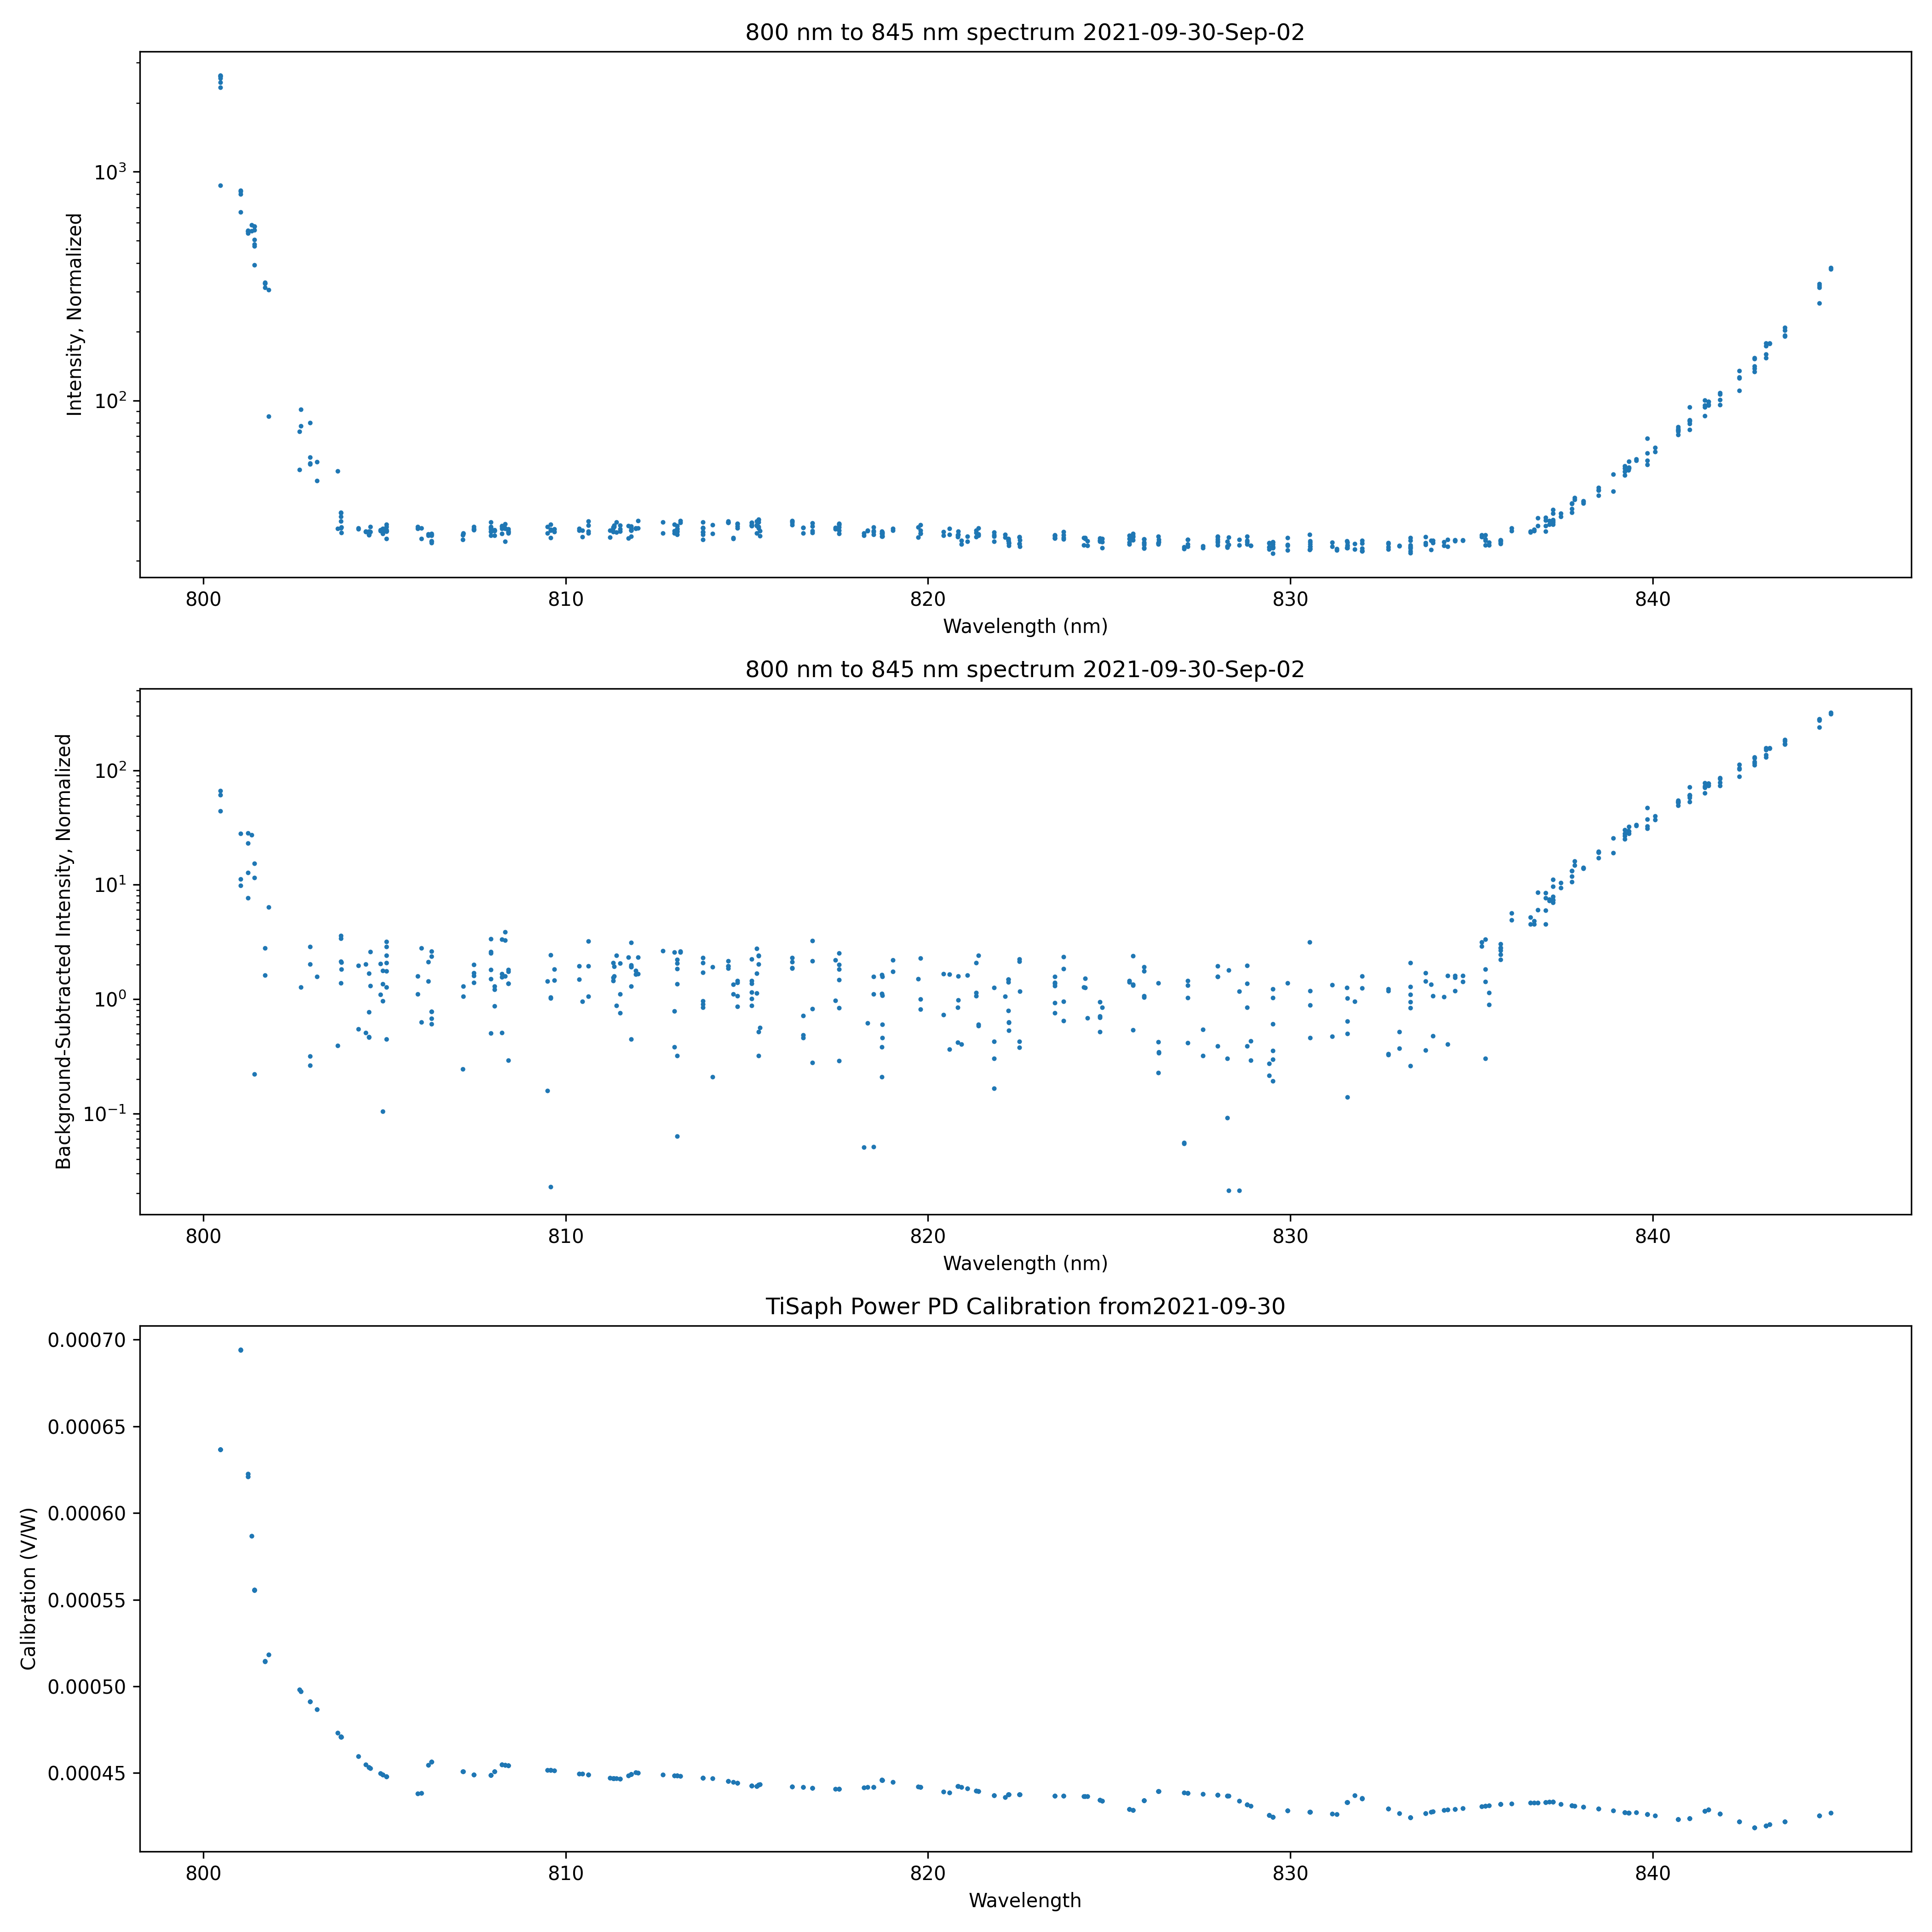 800 nm to 845 nm spectrum 2021-09-30-Sep-02
Intensity, Normalized
10³
10²
800 810 820 830 840
Wavelength (nm)
800 nm to 845 nm spectrum 2021-09-30-Sep-02
Background-Subtracted Intensity, Normalized
10²
10¹
10⁰
10⁻¹
800 810 820 830 840
Wavelength (nm)
TiSaph Power PD Calibration from2021-09-30
Calibration (V/W)
0.00070
0.00065
0.00060
0.00055
0.00050
0.00045
800 810 820 830 840
Wavelength